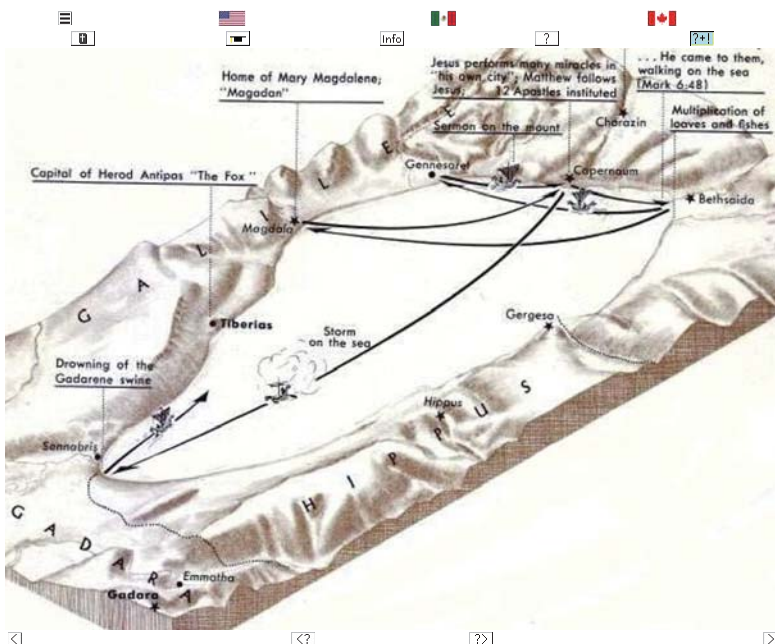 Info
?
?+!
Home of Mary Magdalene;
"Magadan"
Jesus performs many miracles in
"his own city"; Matthew follows
Jesus; 12 Apostles instituted
Sermon on the mount
. . . He came to them,
walking on the sea
(Mark 6:48)
Multiplication of
loaves and fishes
Chorazin
Capital of Herod Antipas "The Fox"
Gennesaret
Capernaum
Bethsaida
Magdala
G A L I L E E
Tiberias
Storm
on the sea
Gergesa
Drowning of the
Gadarene swine
Hippus
H I P P U S
Sennabris
G A D A R A
Emmatha
Gadara
<
<?
?>
>